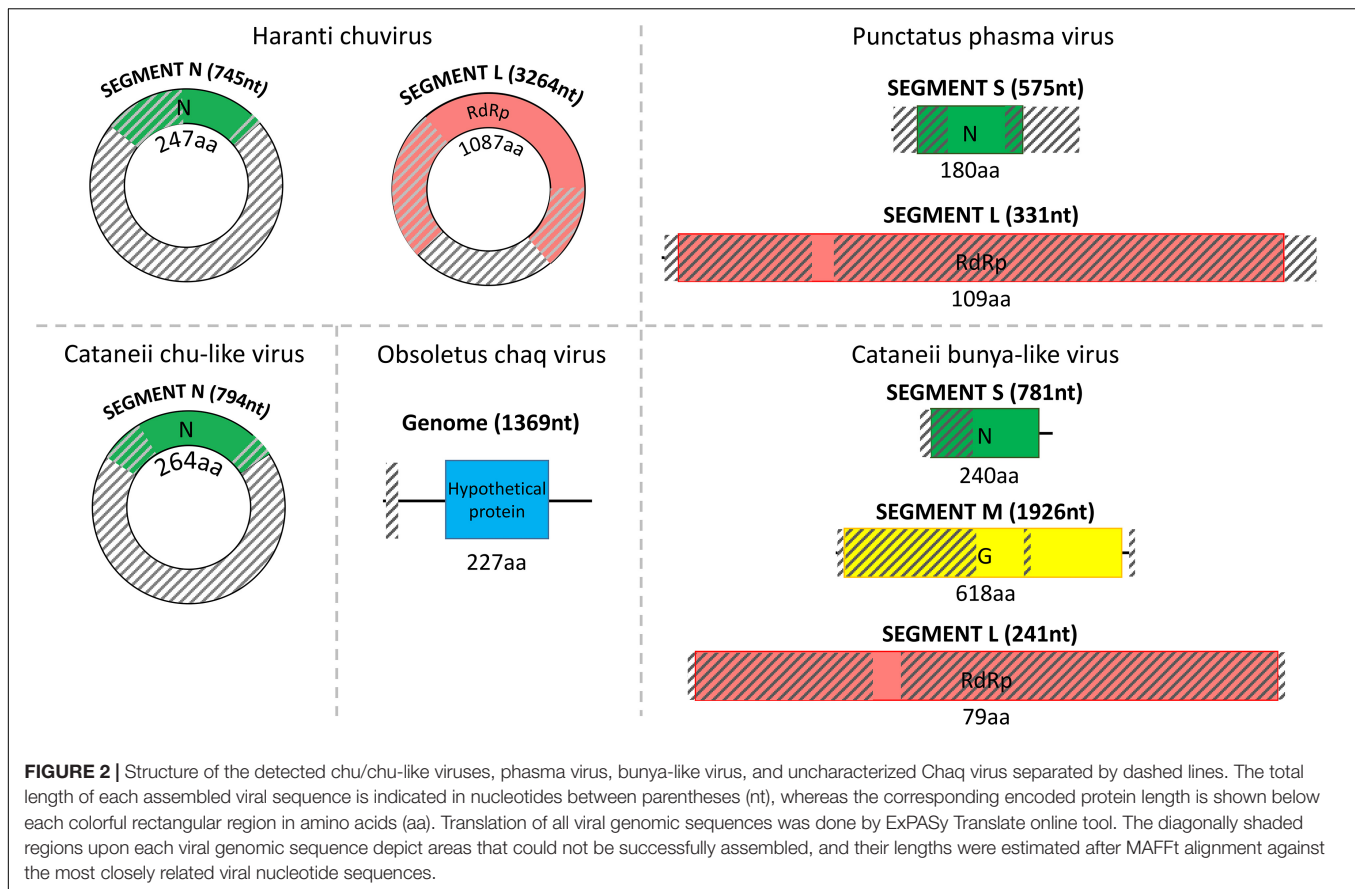 Haranti chuvirus
SEGMENT N (745nt)
N
247aa
SEGMENT L (3264nt)
RdRp
1087aa
Punctatus phasma virus
SEGMENT S (575nt)
N
180aa
SEGMENT L (331nt)
RdRp
109aa
Cataneii chu-like virus
SEGMENT N (794nt)
N
264aa
Obsoletus chaq virus
Genome (1369nt)
Hypothetical
protein
227aa
Cataneii bunya-like virus
SEGMENT S (781nt)
N
240aa
SEGMENT M (1926nt)
G
618aa
SEGMENT L (241nt)
RdRp
79aa
FIGURE 2 | Structure of the detected chu/chu-like viruses, phasma virus, bunya-like virus, and uncharacterized Chaq virus separated by dashed lines. The total
length of each assembled viral sequence is indicated in nucleotides between parentheses (nt), whereas the corresponding encoded protein length is shown below
each colorful rectangular region in amino acids (aa). Translation of all viral genomic sequences was done by ExPASy Translate online tool. The diagonally shaded
regions upon each viral genomic sequence depict areas that could not be successfully assembled, and their lengths were estimated after MAFFt alignment against
the most closely related viral nucleotide sequences.